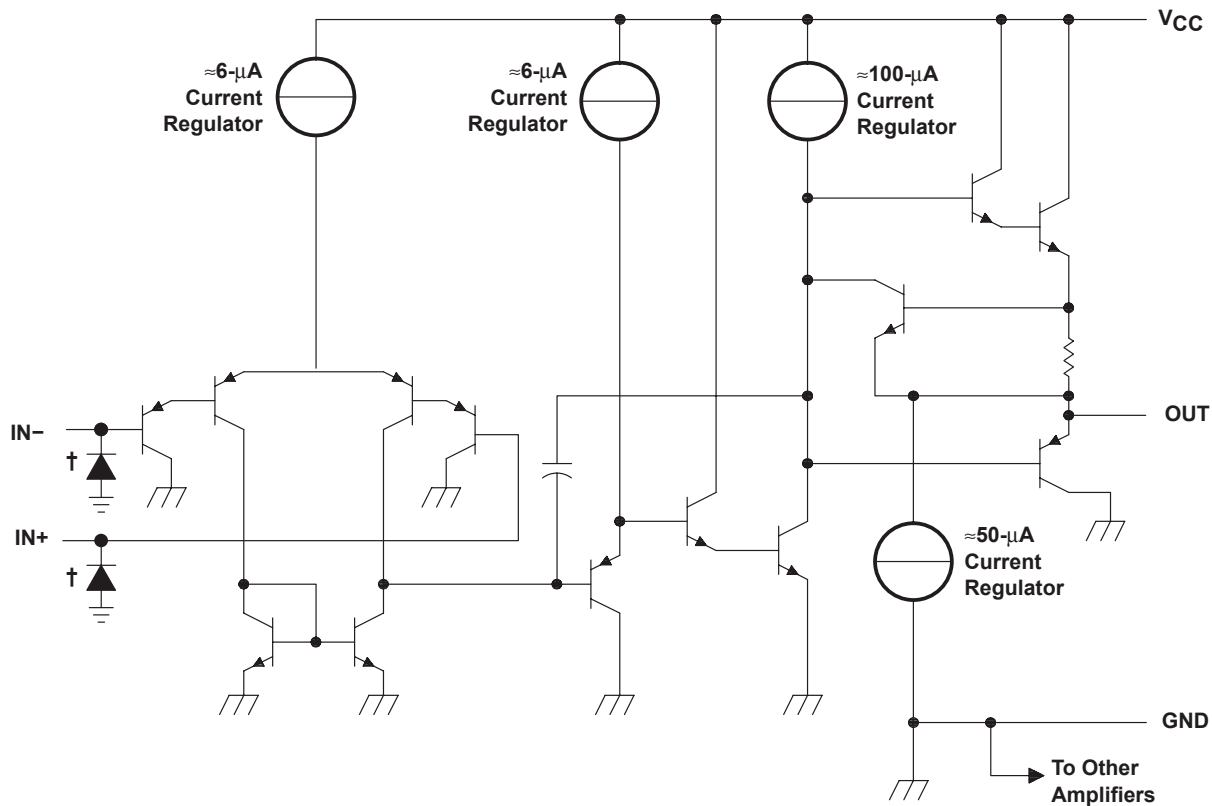 V_CC
≈6-μA
Current
Regulator
≈6-μA
Current
Regulator
≈100-μA
Current
Regulator
IN−
†
OUT
IN+
†
≈50-μA
Current
Regulator
GND
To Other
Amplifiers